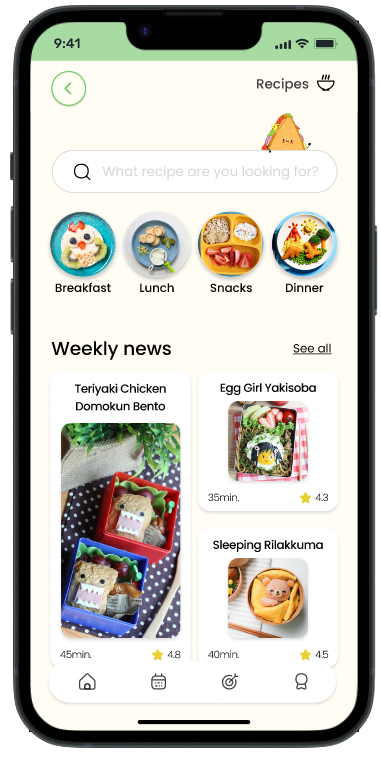 9:41
Recipes
What recipe are you looking for?
Breakfast Lunch Snacks Dinner
Weekly news See all
Teriyaki Chicken
Domokun Bento
45min. 4.8
Egg Girl Yakisoba
35min. 4.3
Sleeping Rilakkuma
40min. 4.5